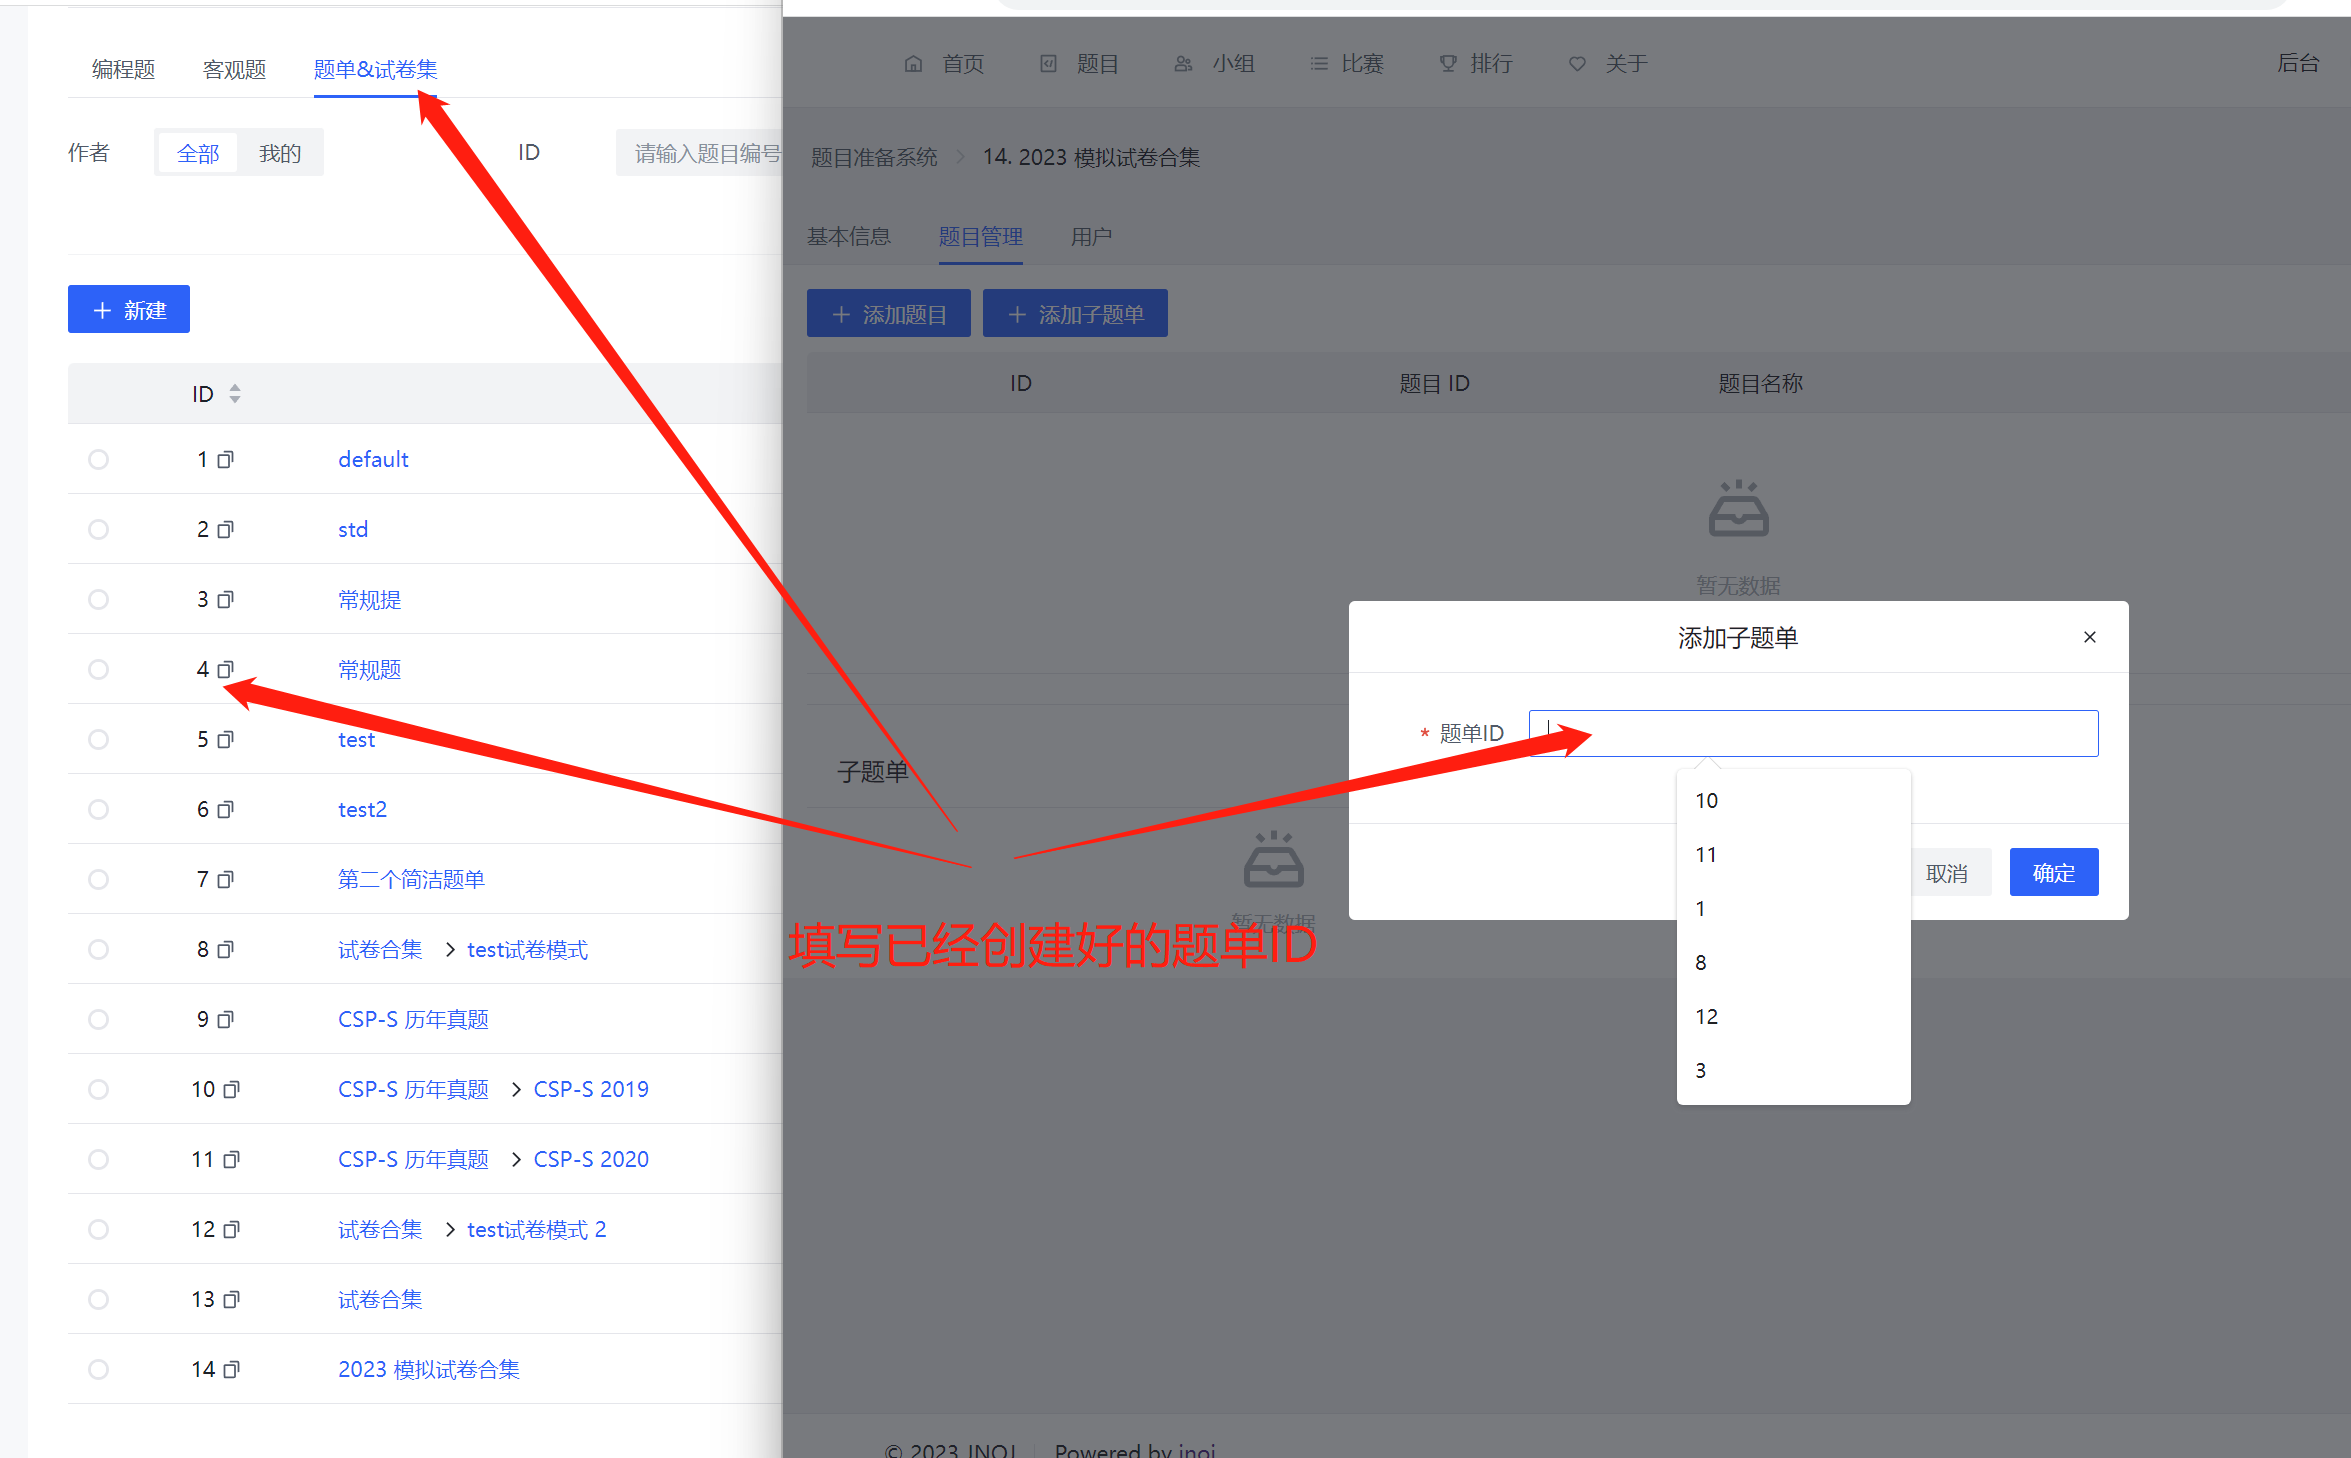 编程题
客观题
题单&试卷集
作者
全部
我的
ID
请输入题目编号
新建
ID
1
default
2
std
3
常规提
4
常规题
5
test
6
test2
7
第二个简洁题单
8
试卷合集 > test试卷模式
9
CSP-S 历年真题
10
CSP-S 历年真题 > CSP-S 2019
11
CSP-S 历年真题 > CSP-S 2020
12
试卷合集 > test试卷模式 2
13
试卷合集
14
2023 模拟试卷合集
首页
题目
小组
比赛
排行
关于
后台
题目准备系统 > 14. 2023 模拟试卷合集
基本信息
题目管理
用户
添加题目
添加子题单
ID
题目 ID
题目名称
暂无数据
子题单
暂无数据
填写已经创建好的题单ID
添加子题单
* 题单ID
10
11
1
8
12
3
取消
确定
© 2023 JNOJ
Powered by jnoj